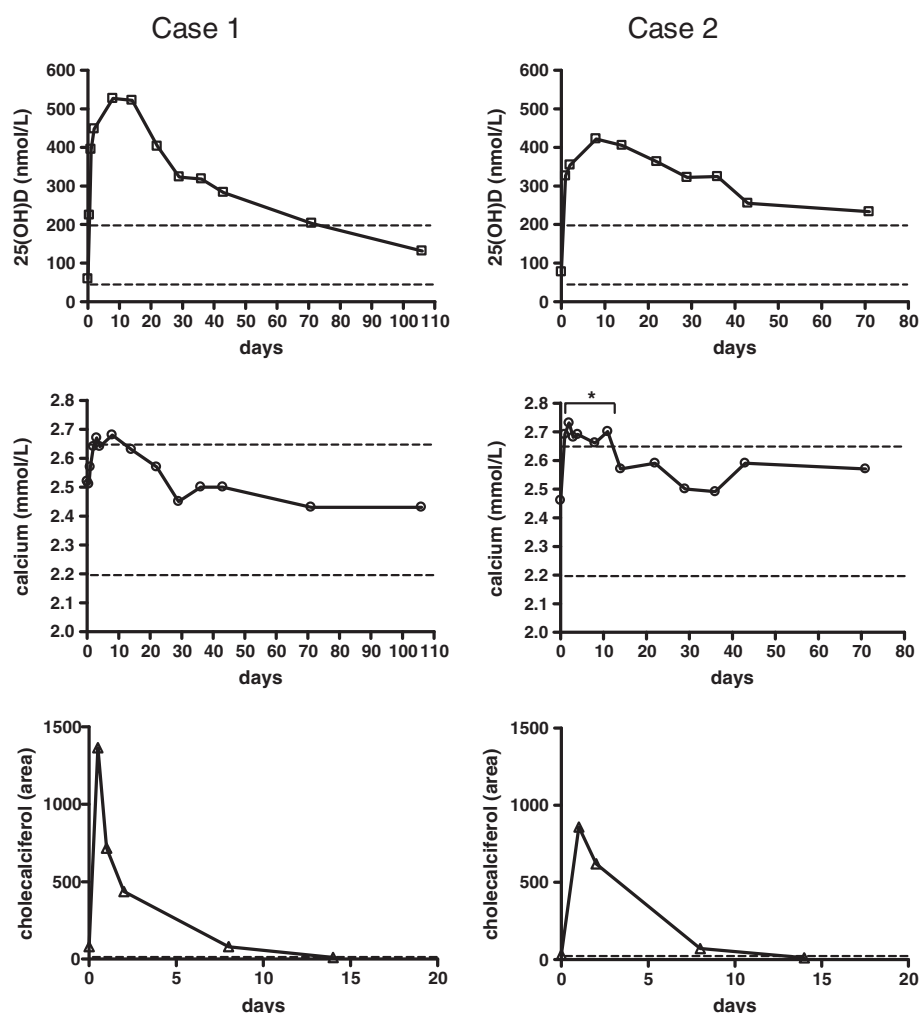 Case 1
Case 2
25(OH)D (nmol/L)
600
500
400
300
200
100
0
0 10 20 30 40 50 60 70 80 90 100 110
days
25(OH)D (nmol/L)
600
500
400
300
200
100
0
0 10 20 30 40 50 60 70 80
days
calcium (mmol/L)
2.8
2.7
2.6
2.5
2.4
2.3
2.2
2.1
2.0
0 10 20 30 40 50 60 70 80 90 100 110
days
calcium (mmol/L)
2.8
2.7
2.6
2.5
2.4
2.3
2.2
2.1
2.0
*
0 10 20 30 40 50 60 70 80
days
cholecalciferol (area)
1500
1000
500
0
0 5 10 15 20
days
cholecalciferol (area)
1500
1000
500
0
0 5 10 15 20
days